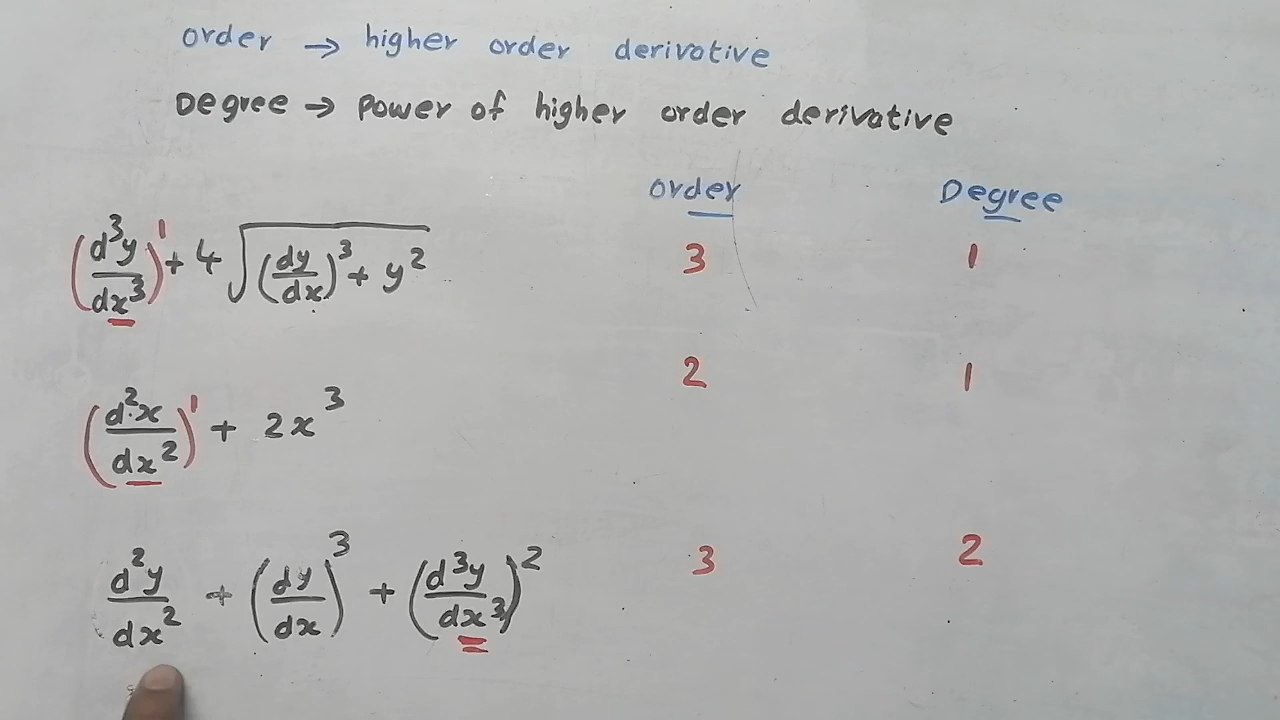 order → higher order derivative
Degree → Power of higher order derivative
order Degree
(d³y/dx³)¹ + 4√((dy/dx)³ + y²) 3 1
(d²x/dx²)¹ + 2x³ 2 1
d²y/dx² + (dy/dx)³ + (d³y/dx³)² 3 2